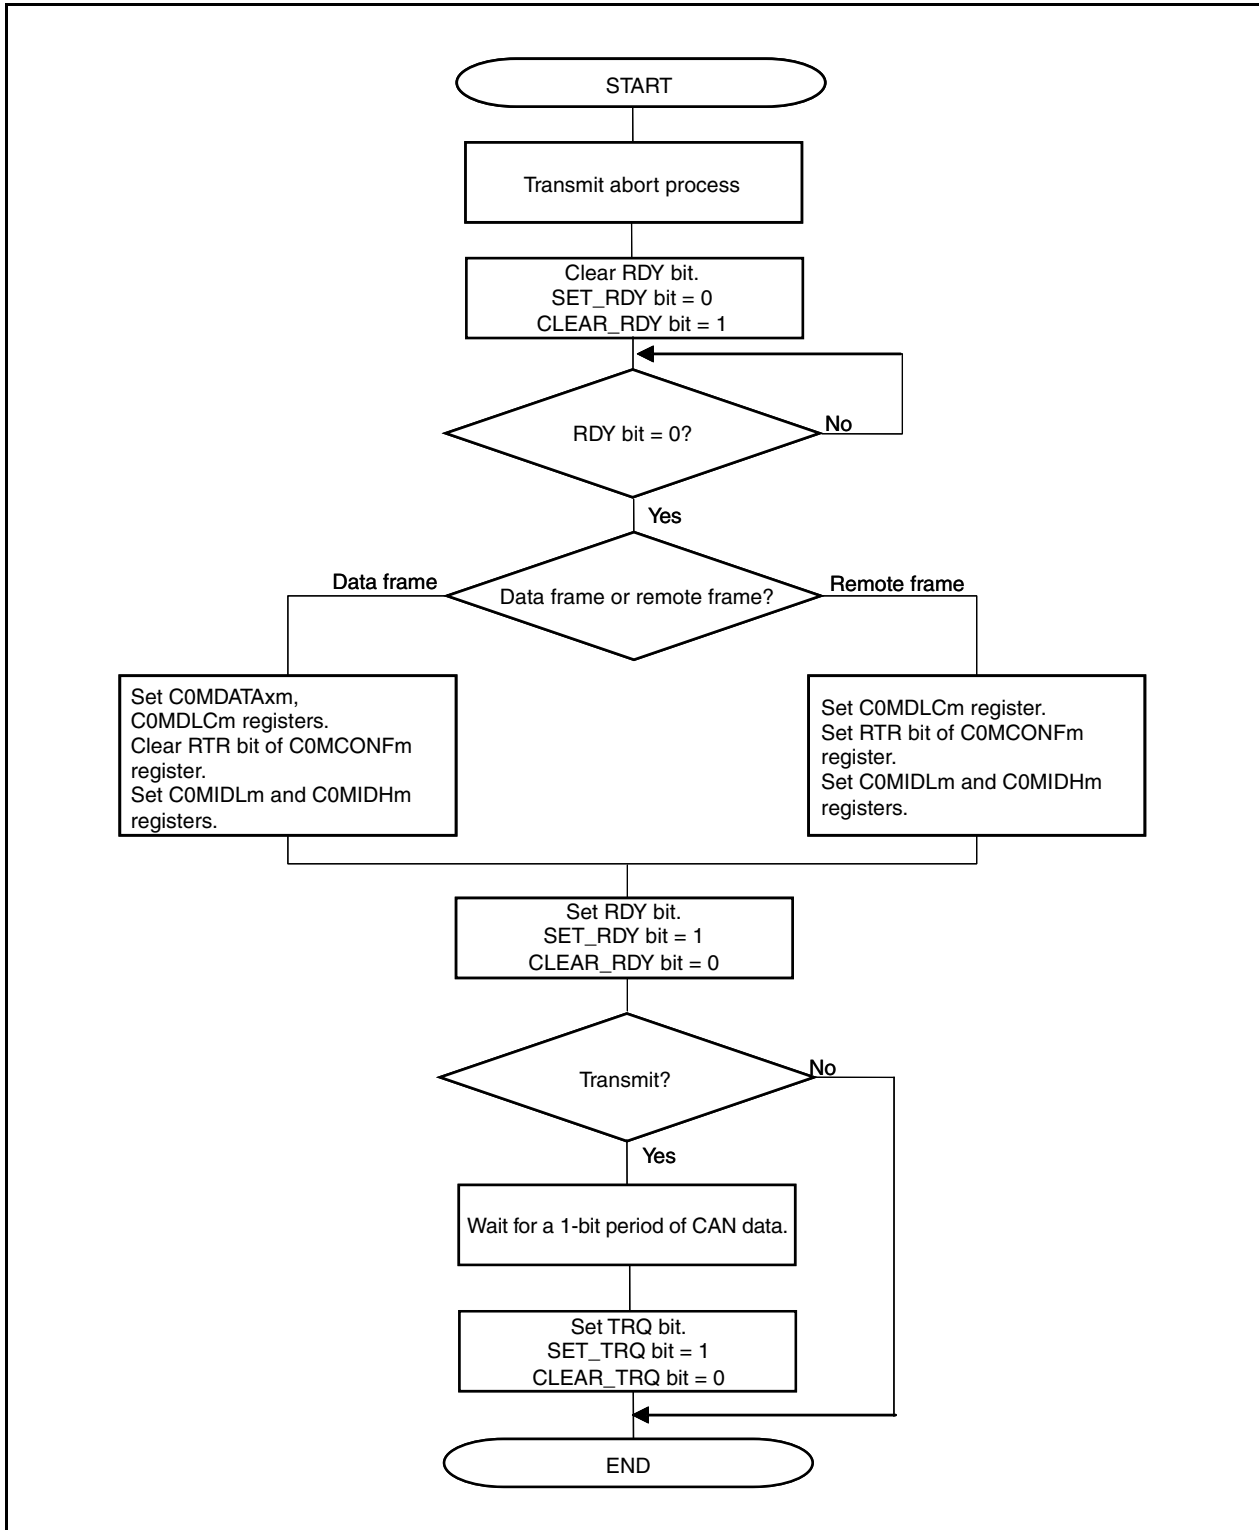 START
Transmit abort process
Clear RDY bit.
SET_RDY bit = 0
CLEAR_RDY bit = 1
RDY bit = 0?
No
Yes
Data frame
Data frame or remote frame?
Remote frame
Set C0MDATAxm,
C0MDLCm registers.
Clear RTR bit of C0MCONFm
register.
Set C0MIDLm and C0MIDHm
registers.
Set C0MDLCm register.
Set RTR bit of C0MCONFm
register.
Set C0MIDLm and C0MIDHm
registers.
Set RDY bit.
SET_RDY bit = 1
CLEAR_RDY bit = 0
Transmit?
No
Yes
Wait for a 1-bit period of CAN data.
Set TRQ bit.
SET_TRQ bit = 1
CLEAR_TRQ bit = 0
END